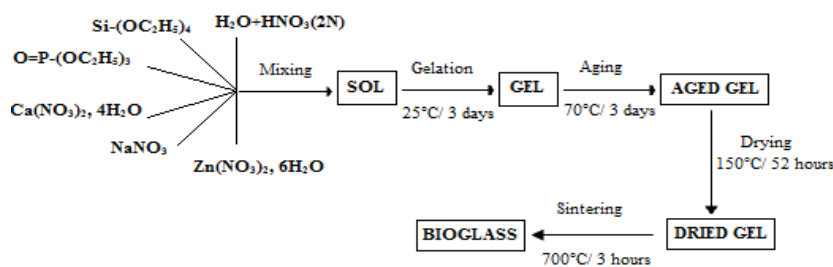 Si-(OC₂H₅)₄
H₂O+HNO₃(2N)
O=P-(OC₂H₅)₃
Ca(NO₃)₂, 4H₂O
NaNO₃
Zn(NO₃)₂, 6H₂O
Mixing
SOL
Gelation
25°C/ 3 days
GEL
Aging
70°C/ 3 days
AGED GEL
Drying
150°C/ 52 hours
DRIED GEL
Sintering
700°C/ 3 hours
BIOGLASS